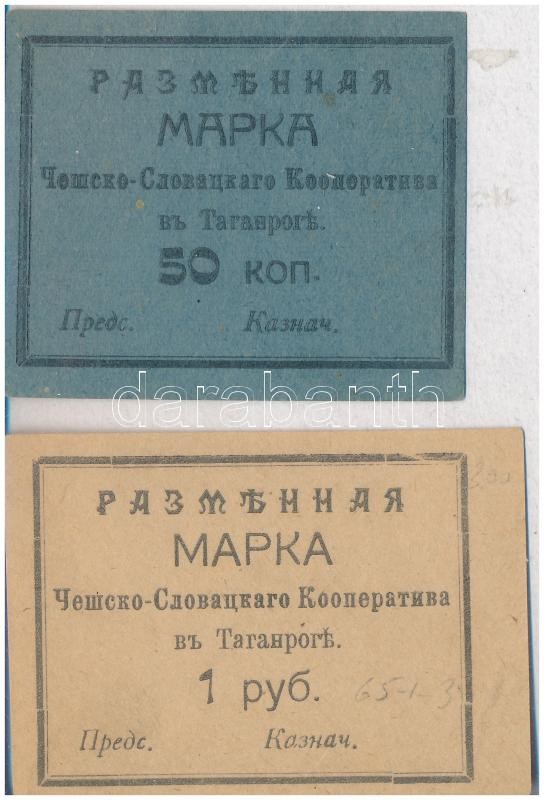 РАЗМѢННАЯ
МАРКА
Чешско-Словацкаго Кооператива
въ Таганрогѣ.
50 коп.
Предс. Казнач.
darabanth
РАЗМѢННАЯ
МАРКА
Чешско-Словацкаго Кооператива
въ Таганрогѣ.
1 руб.
Предс. Казнач.